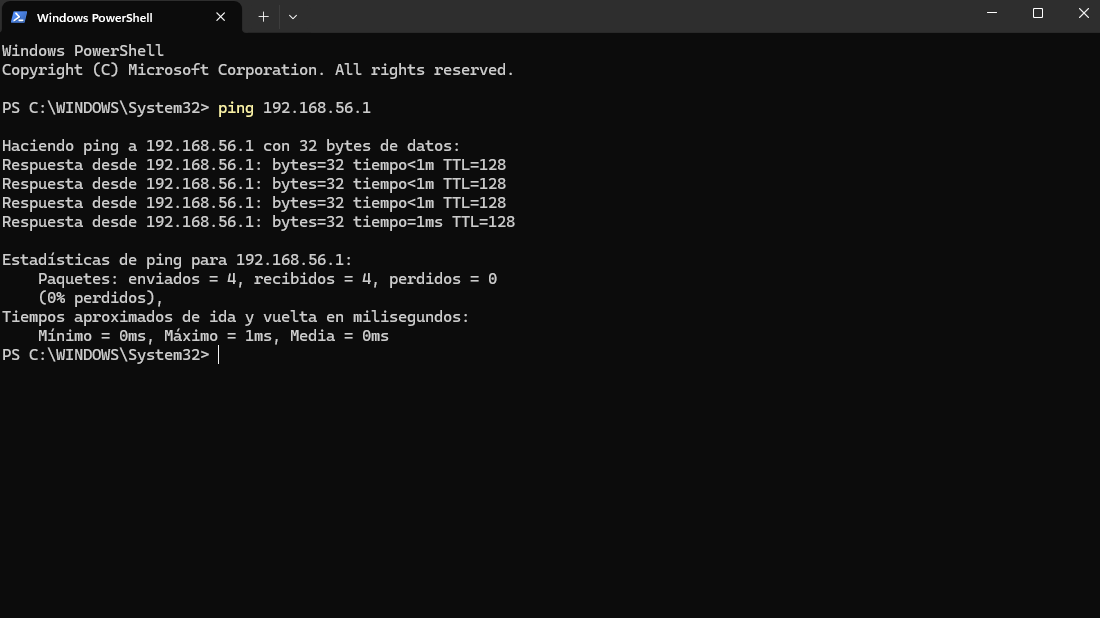 Windows PowerShell
Windows PowerShell
Copyright (C) Microsoft Corporation. All rights reserved.
PS C:\WINDOWS\System32> ping 192.168.56.1
Haciendo ping a 192.168.56.1 con 32 bytes de datos:
Respuesta desde 192.168.56.1: bytes=32 tiempo<1m TTL=128
Respuesta desde 192.168.56.1: bytes=32 tiempo<1m TTL=128
Respuesta desde 192.168.56.1: bytes=32 tiempo<1m TTL=128
Respuesta desde 192.168.56.1: bytes=32 tiempo=1ms TTL=128
Estadísticas de ping para 192.168.56.1:
    Paquetes: enviados = 4, recibidos = 4, perdidos = 0
    (0% perdidos),
Tiempos aproximados de ida y vuelta en milisegundos:
    Mínimo = 0ms, Máximo = 1ms, Media = 0ms
PS C:\WINDOWS\System32>